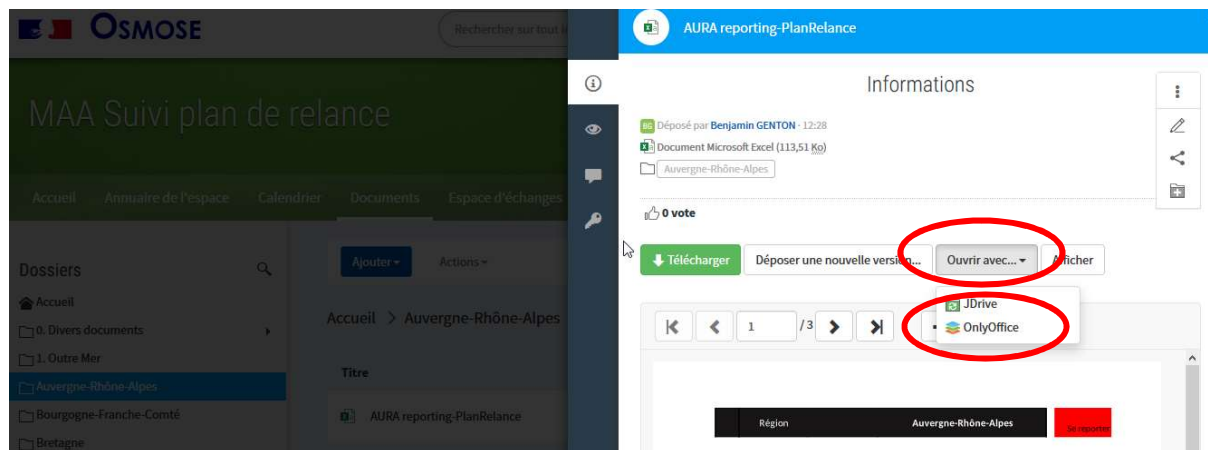 OSMOSE
Rechercher sur tout
MAA Suivi plan de relance
Accueil Annuaire de l'espace Calendrier Documents Espace d'échanges
Dossiers
Accueil
0. Divers documents
1. Outre Mer
Auvergne-Rhône-Alpes
Bourgogne-Franche-Comté
Bretagne
Ajouter Actions
Accueil > Auvergne-Rhône-Alpes
Titre
AURA reporting-PlanRelance
AURA reporting-PlanRelance
Informations
BG Déposé par Benjamin GENTON · 12:28
Document Microsoft Excel (113,51 Ko)
Auvergne-Rhône-Alpes
0 vote
Télécharger Déposer une nouvelle version... Ouvrir avec... Afficher
JDrive
OnlyOffice
1 /3
Région Auvergne-Rhône-Alpes Se reporter